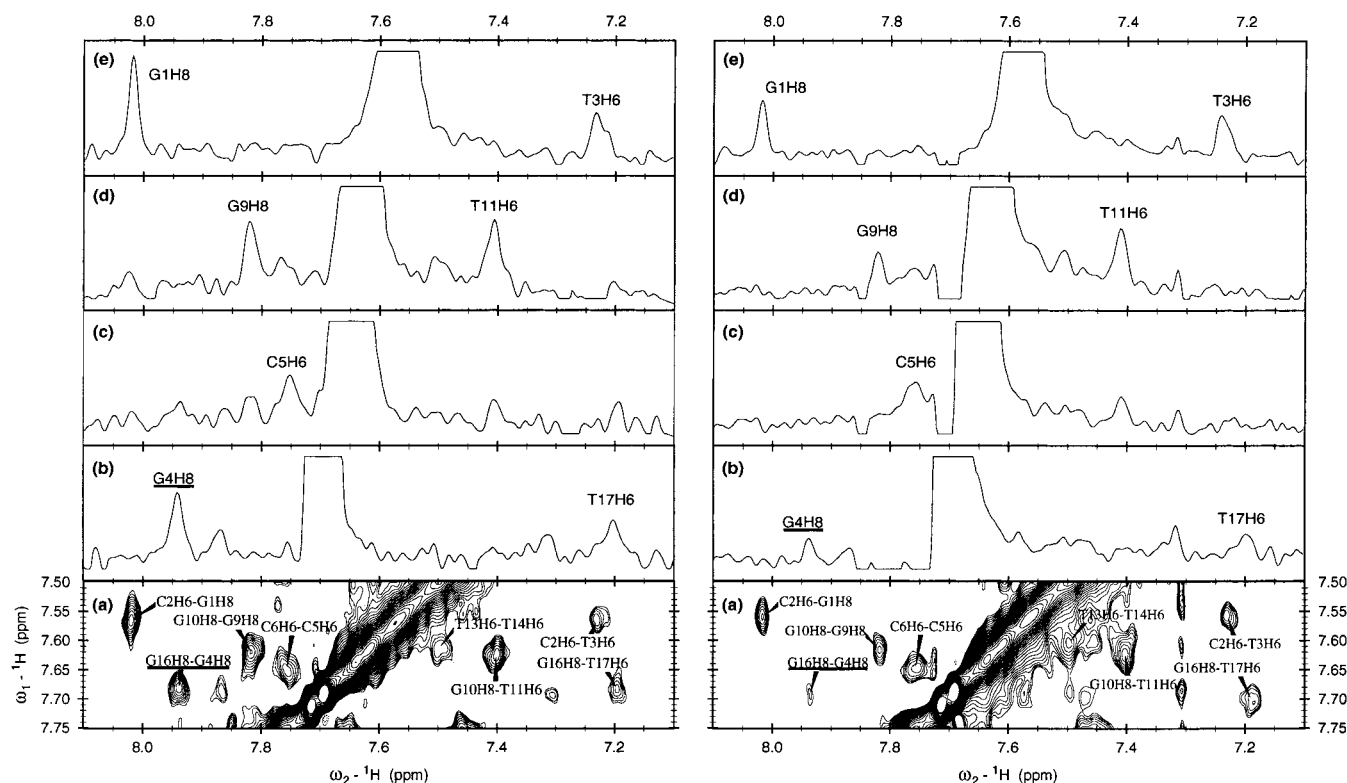 8.0 7.8 7.6 7.4 7.2
(e)
G1H8
T3H6
(d)
G9H8
T11H6
(c)
C5H6
(b)
G4H8
T17H6
(a)
C2H6-G1H8
G10H8-G9H8
C6H6-C5H6
T13H6-T14H6
C2H6-T3H6
G16H8-G4H8
G16H8-T17H6
G10H8-T11H6
7.50
7.55
7.60
7.65
7.70
7.75
ω1 - 1H (ppm)
8.0 7.8 7.6 7.4 7.2
ω2 - 1H (ppm)
8.0 7.8 7.6 7.4 7.2
(e)
G1H8
T3H6
(d)
G9H8
T11H6
(c)
C5H6
(b)
G4H8
T17H6
(a)
C2H6-G1H8
G10H8-G9H8
C6H6-C5H6
T13H6-T14H6
C2H6-T3H6
G16H8-G4H8
G16H8-T17H6
G10H8-T11H6
7.50
7.55
7.60
7.65
7.70
7.75
ω1 - 1H (ppm)
8.0 7.8 7.6 7.4 7.2
ω2 - 1H (ppm)